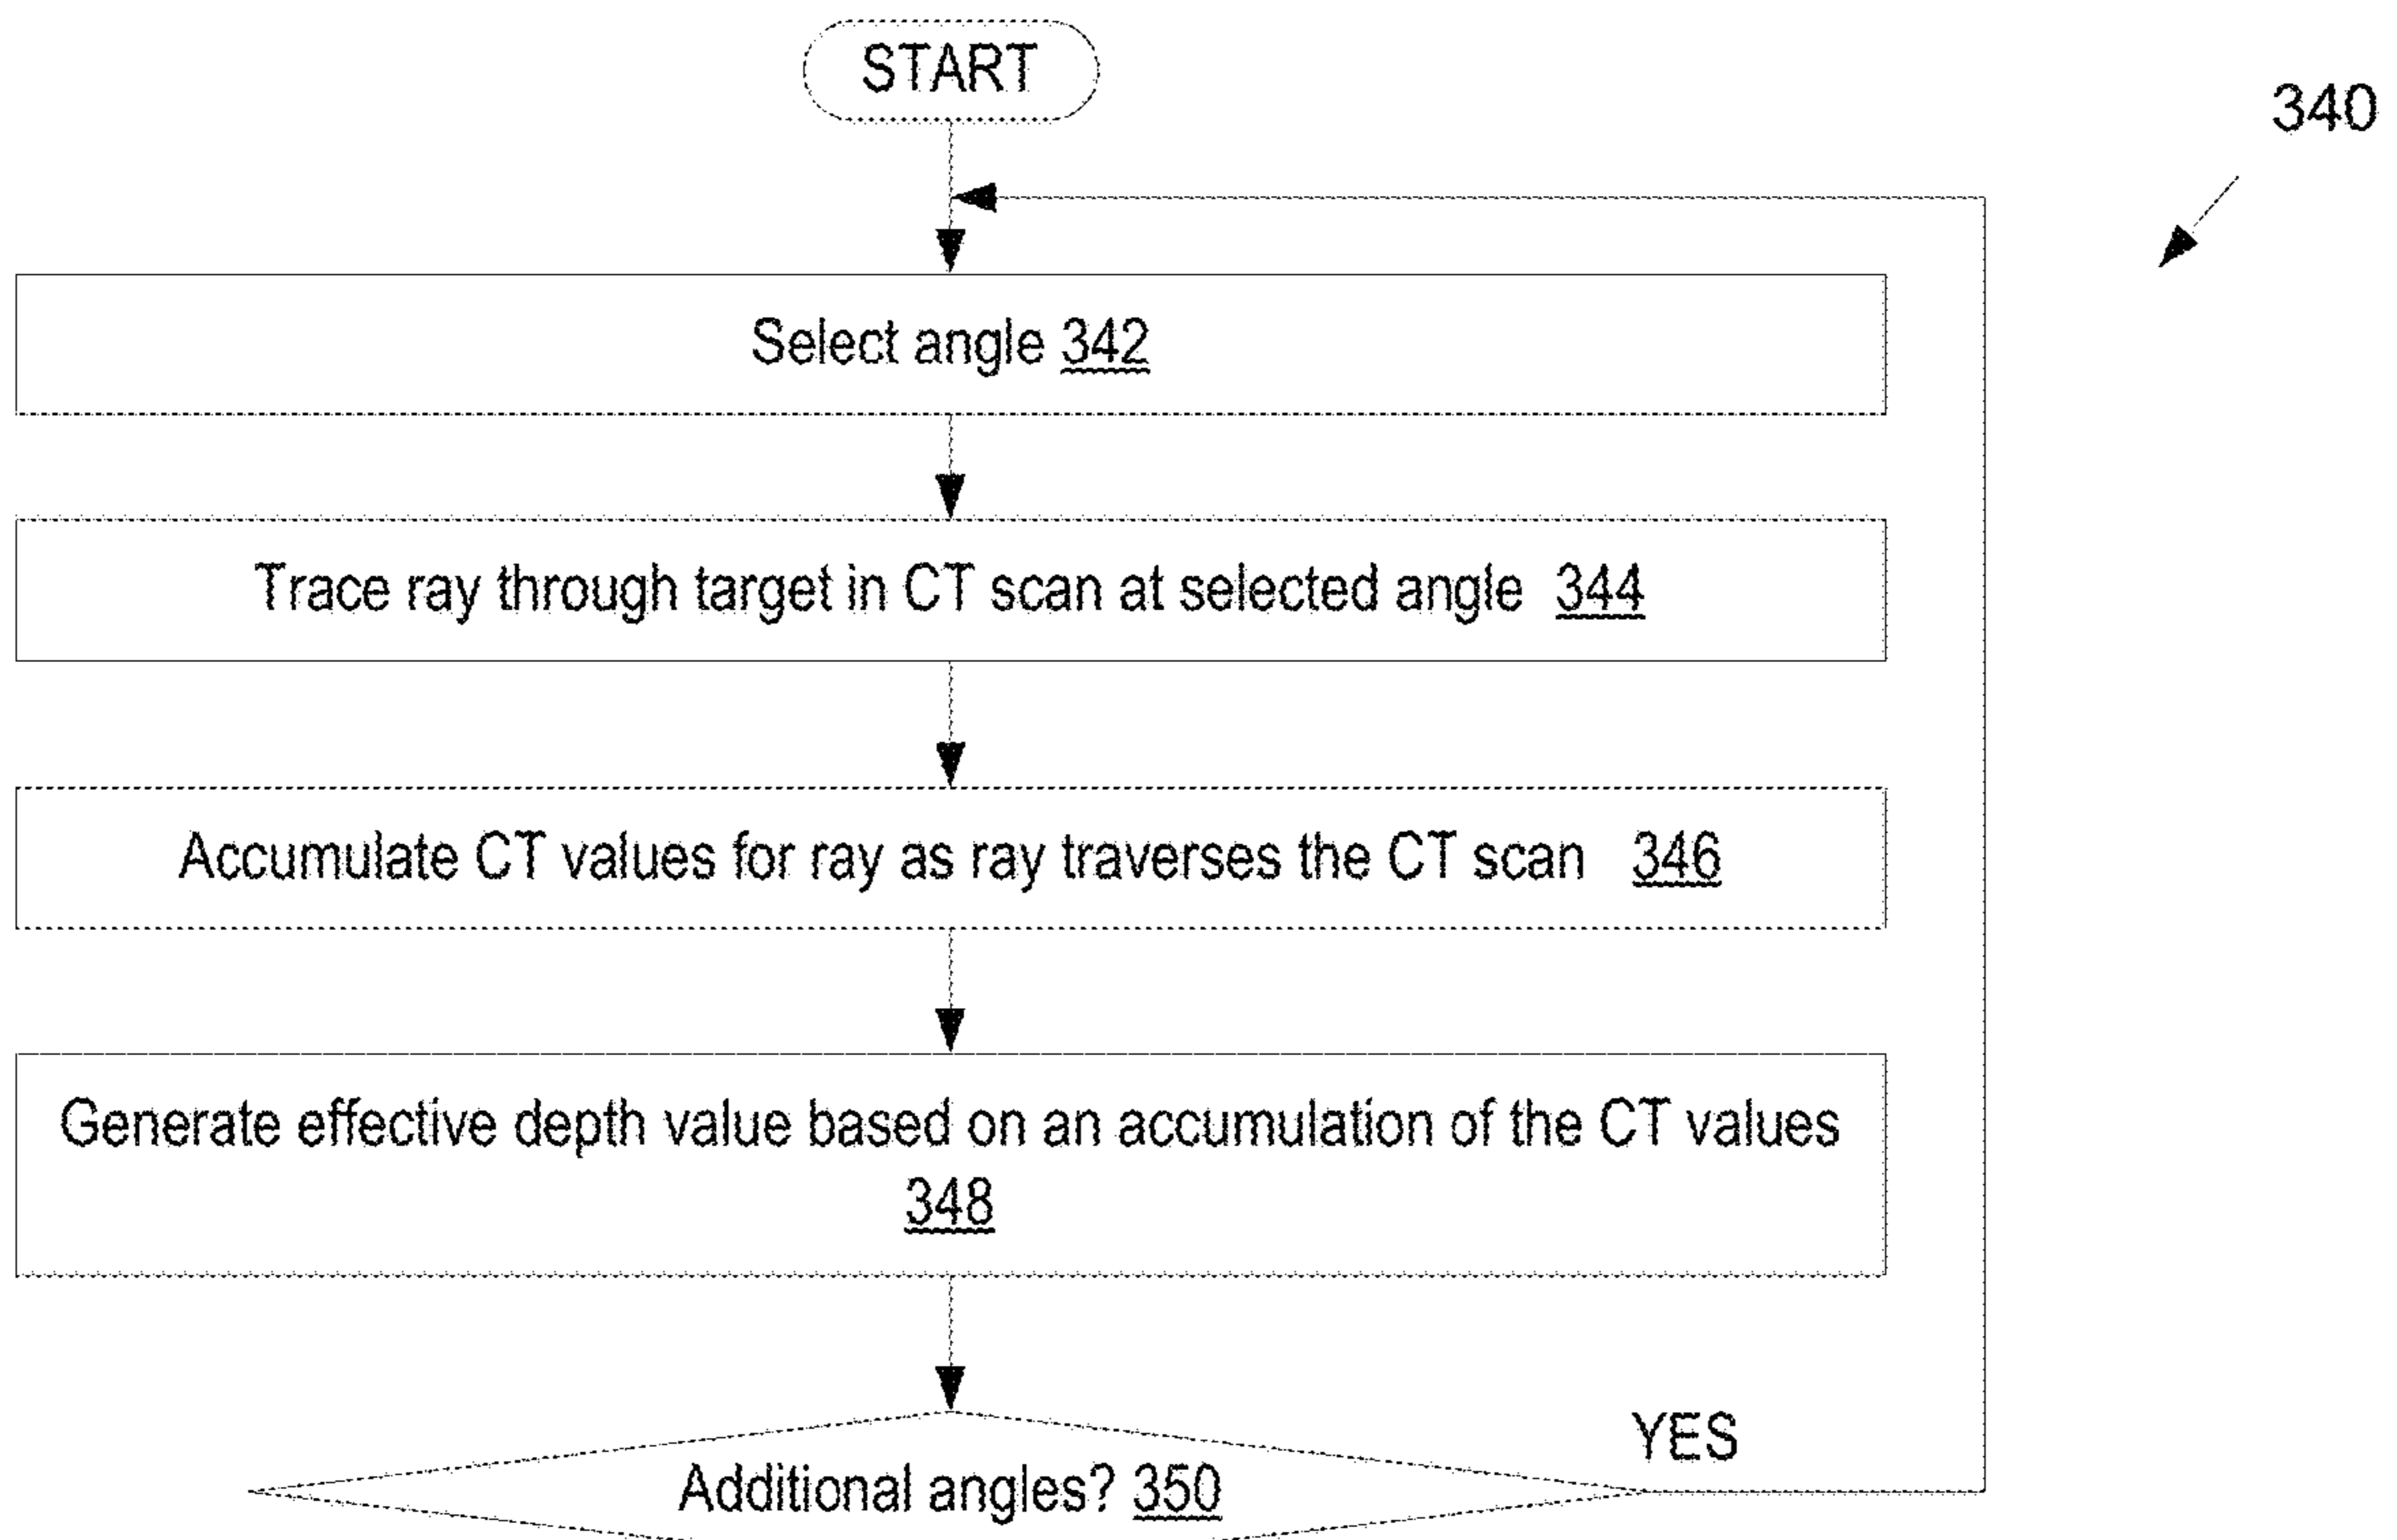 START
340
Select angle 342
Trace ray through target in CT scan at selected angle 344
Accumulate CT values for ray as ray traverses the CT scan 346
Generate effective depth value based on an accumulation of the CT values
348
YES
Additional angles? 350